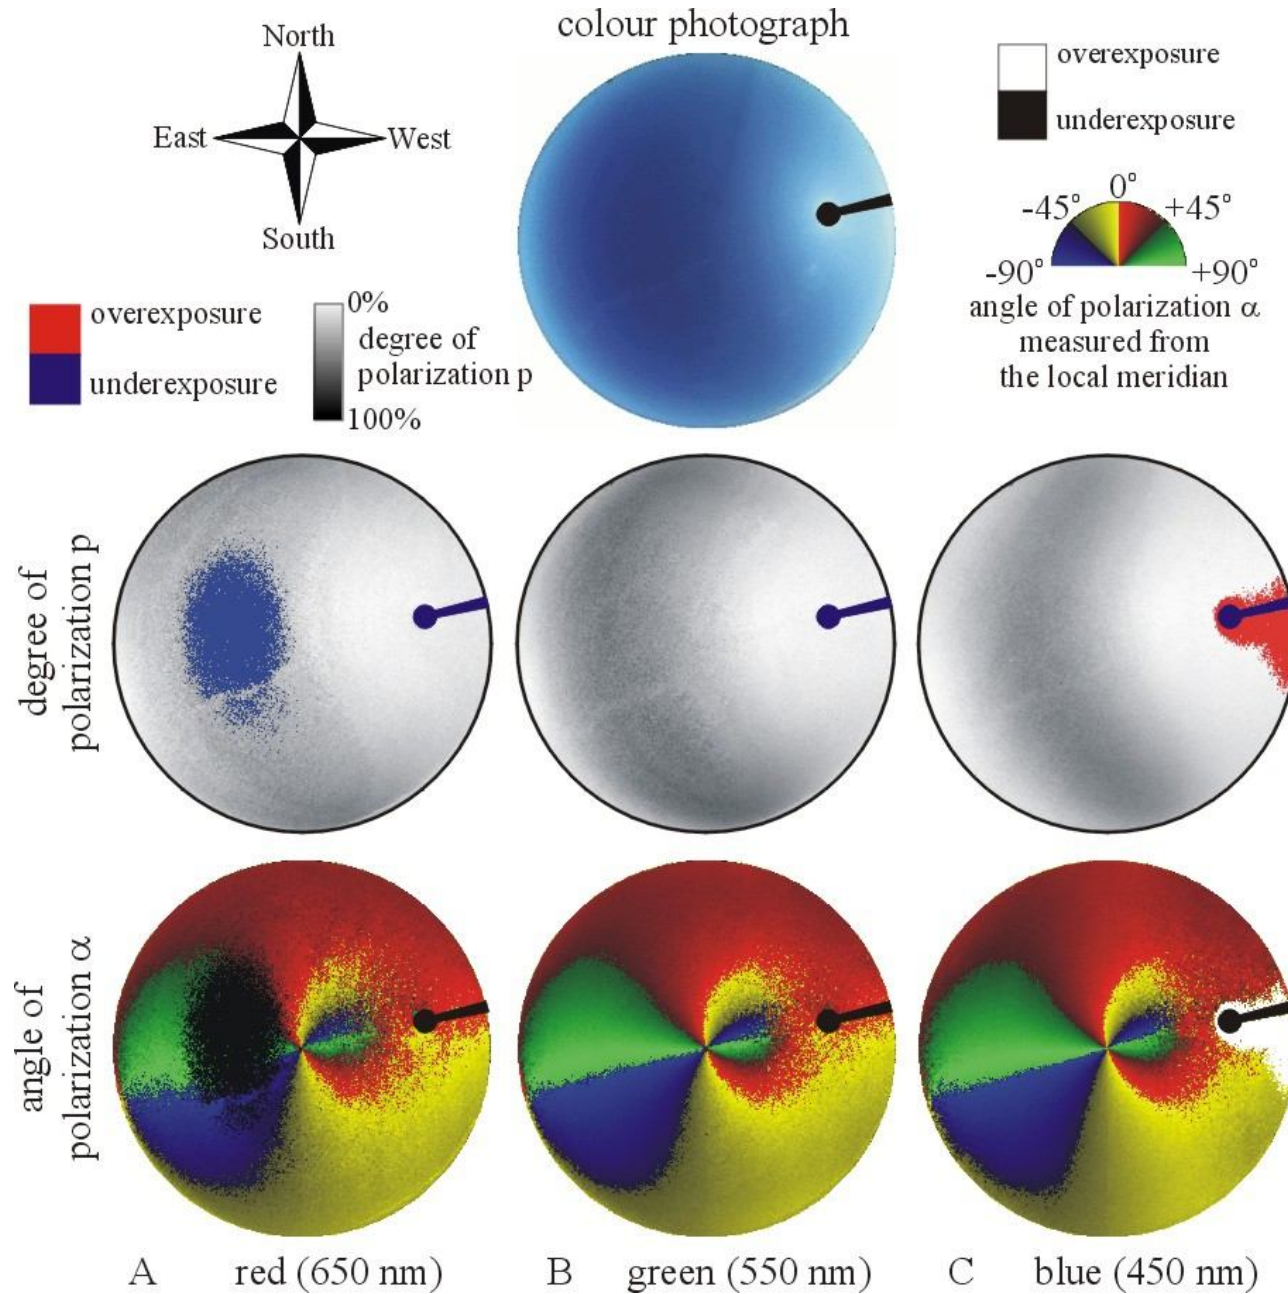 colour photograph
North
East
West
South
overexposure
underexposure
0°
-45°
+45°
-90°
+90°
angle of polarization α
measured from
the local meridian
overexposure
underexposure
0%
degree of
polarization p
100%
degree of
polarization p
angle of
polarization α
A red (650 nm)
B green (550 nm)
C blue (450 nm)